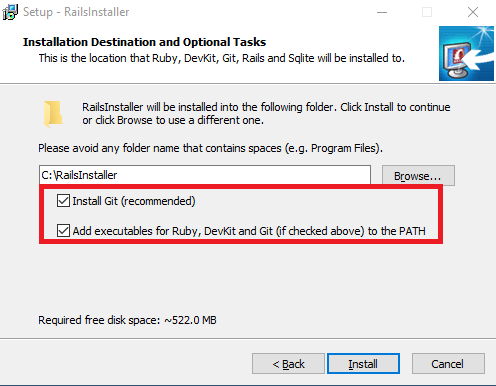 Setup - RailsInstaller
Installation Destination and Optional Tasks
This is the location that Ruby, DevKit, Git, Rails and Sqlite will be installed to.
RailsInstaller will be installed into the following folder. Click Install to continue
or click Browse to use a different one.
Please avoid any folder name that contains spaces (e.g. Program Files).
C:\RailsInstaller
Browse...
Install Git (recommended)
Add executables for Ruby, DevKit and Git (if checked above) to the PATH
Required free disk space: ~522.0 MB
< Back
Install
Cancel